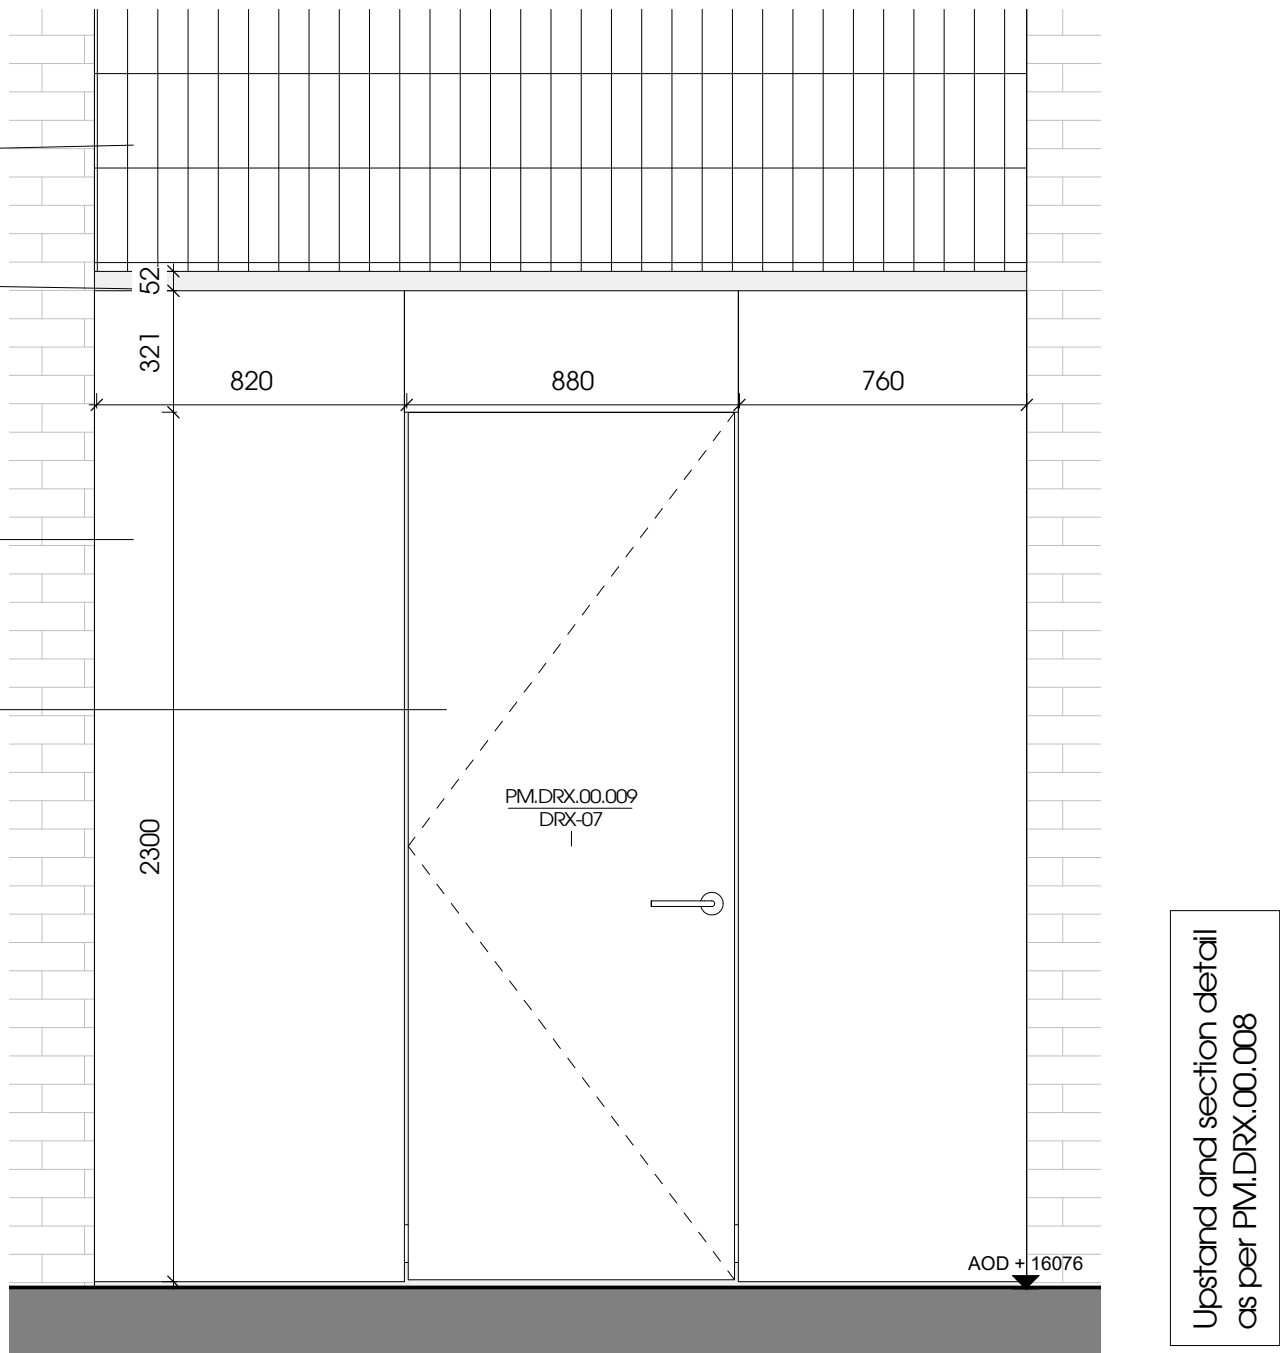 52
321
820
880
760
2300
PM.DRX.00.009
DRX-07
AOD + 16076
Upstand and section detail
as per PM.DRX.00.008